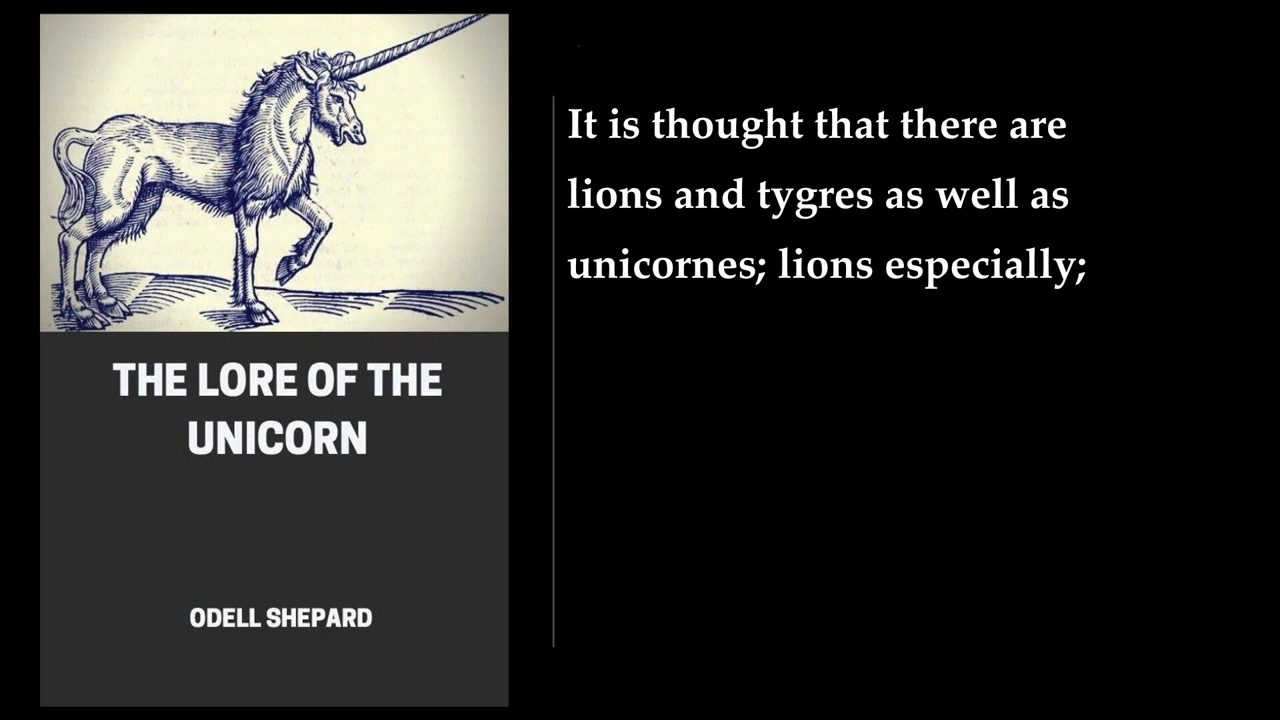 THE LORE OF THE
UNICORN
ODELL SHEPARD
It is thought that there are
lions and tygres as well as
unicornes; lions especially;